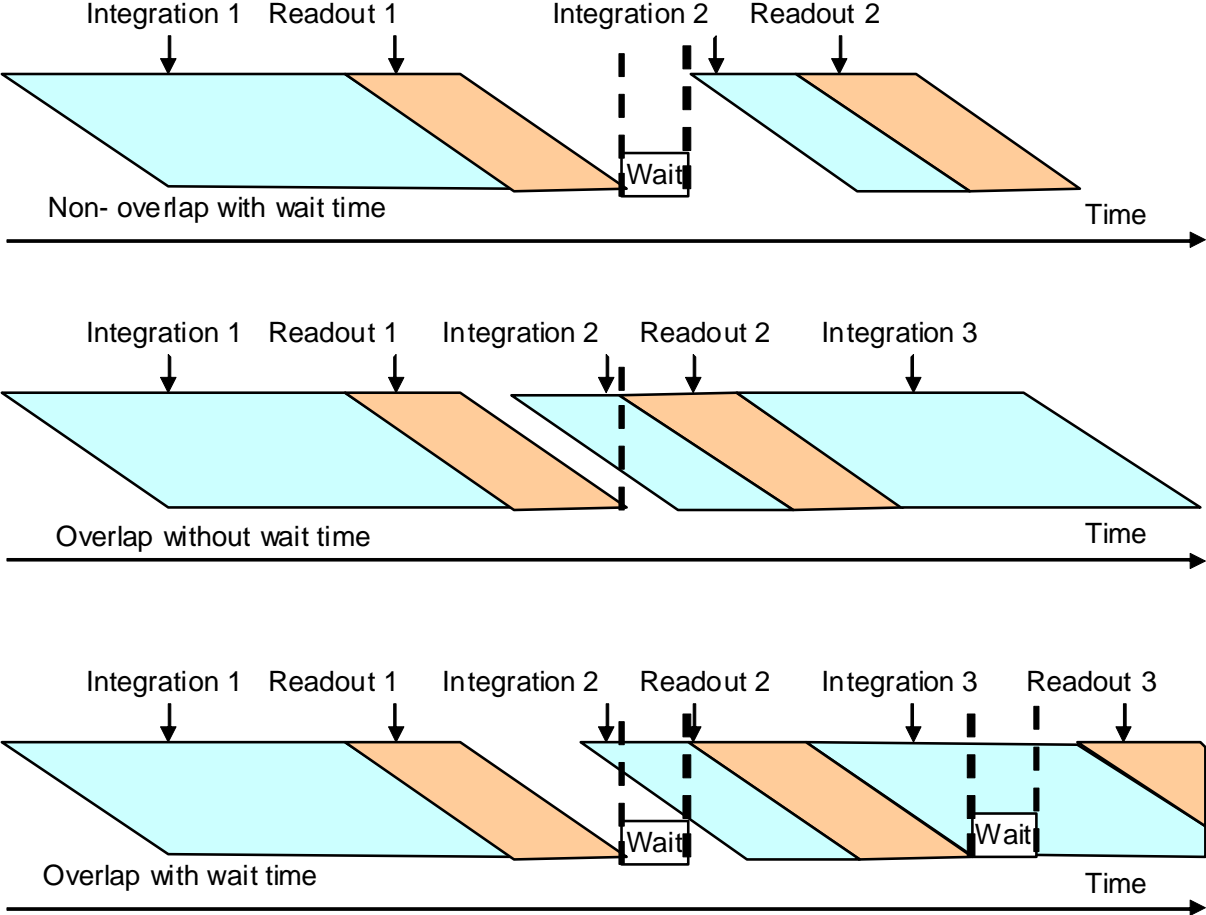 Integration 1 Readout 1 Integration 2 Readout 2
Wait
Non- overlap with wait time
Time
Integration 1 Readout 1 Integration 2 Readout 2 Integration 3
Overlap without wait time
Time
Integration 1 Readout 1 Integration 2 Readout 2 Integration 3 Readout 3
Wait Wait
Overlap with wait time
Time